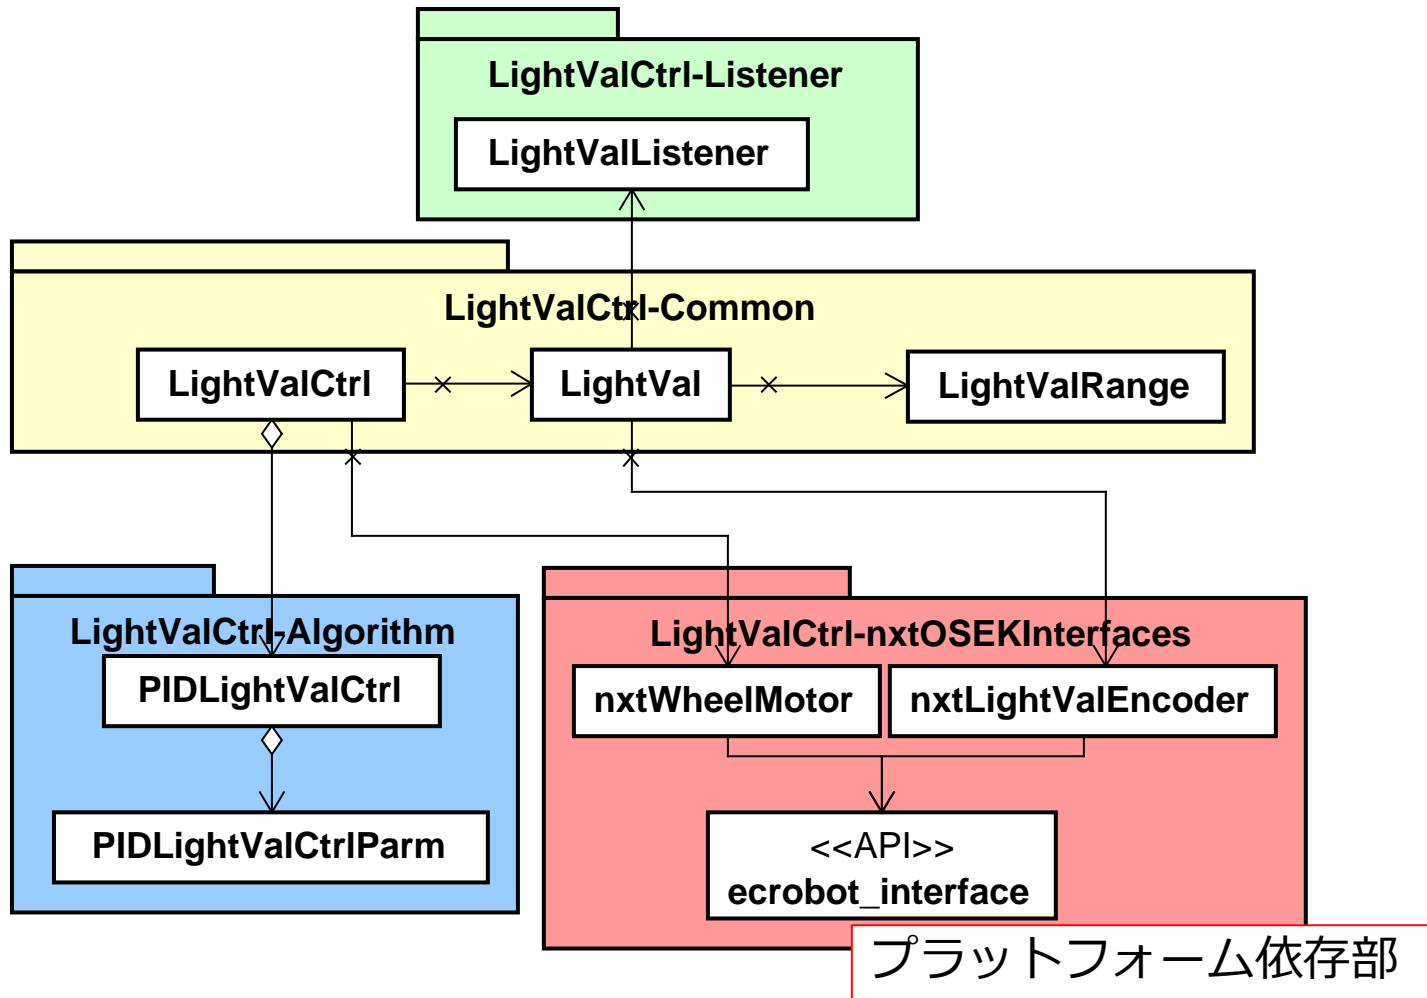 LightValCtrl-Listener
LightValListener
LightValCtrl-Common
LightValCtrl
LightVal
LightValRange
LightValCtrl-Algorithm
PIDLightValCtrl
PIDLightValCtrlParm
LightValCtrl-nxtOSEKInterfaces
nxtWheelMotor
nxtLightValEncoder
<<API>>
ecrobot_interface
プラットフォーム依存部